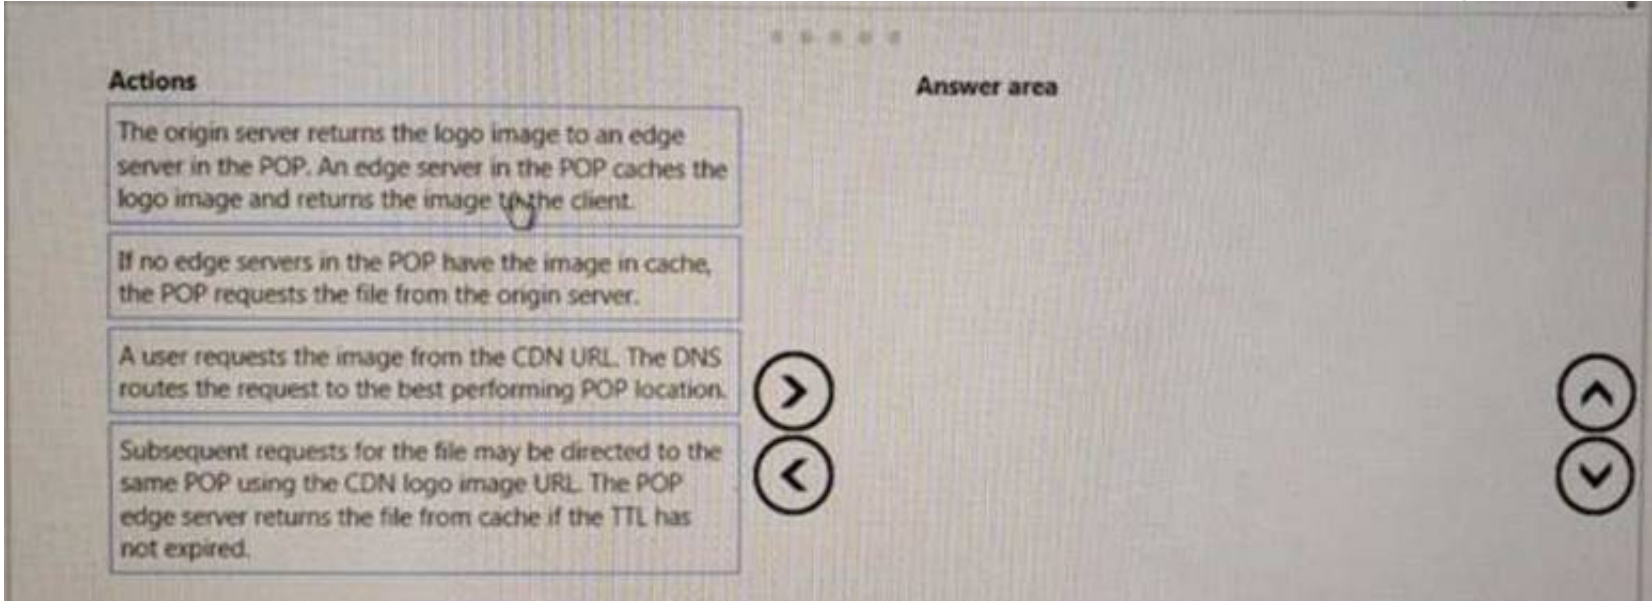 Actions
The origin server returns the logo image to an edge
server in the POP. An edge server in the POP caches the
logo image and returns the image to the client.
If no edge servers in the POP have the image in cache,
the POP requests the file from the origin server.
A user requests the image from the CDN URL. The DNS
routes the request to the best performing POP location.
Subsequent requests for the file may be directed to the
same POP using the CDN logo image URL. The POP
edge server returns the file from cache if the TTL has
not expired.
Answer area